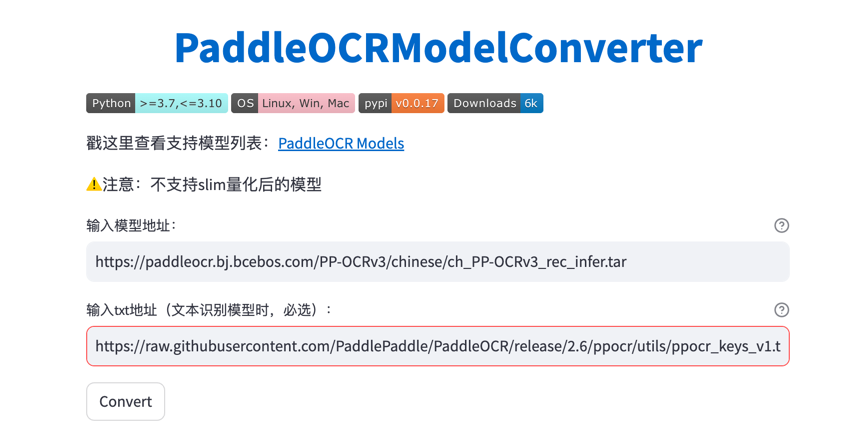 PaddleOCRModelConverter
Python >=3.7,<=3.10 OS Linux, Win, Mac pypi v0.0.17 Downloads 6k
戳这里查看支持模型列表：PaddleOCR Models
⚠️注意：不支持slim量化后的模型
输入模型地址：
https://paddleocr.bj.bcebos.com/PP-OCRv3/chinese/ch_PP-OCRv3_rec_infer.tar
输入txt地址（文本识别模型时，必选）：
https://raw.githubusercontent.com/PaddlePaddle/PaddleOCR/release/2.6/ppocr/utils/ppocr_keys_v1.t
Convert